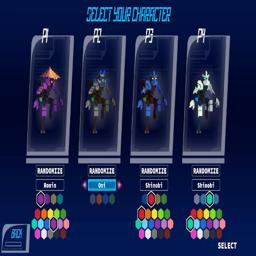 SELECT YOUR CHARACTER
P1 P2 P3 P4
RANDOMIZE RANDOMIZE RANDOMIZE RANDOMIZE
Ronin Oni Shinobi Shinobi
BACK
SELECT